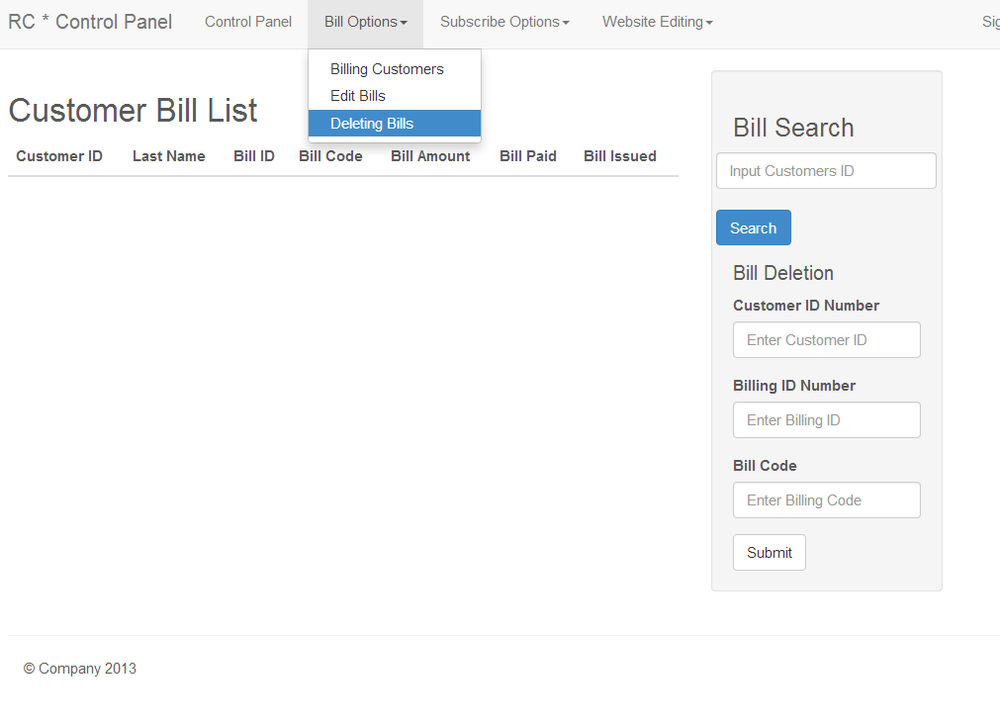 RC * Control Panel Control Panel Bill Options Subscribe Options Website Editing Sig
Billing Customers
Edit Bills
Deleting Bills
Customer Bill List
Customer ID Last Name Bill ID Bill Code Bill Amount Bill Paid Bill Issued
Bill Search
Input Customers ID
Search
Bill Deletion
Customer ID Number
Enter Customer ID
Billing ID Number
Enter Billing ID
Bill Code
Enter Billing Code
Submit
© Company 2013